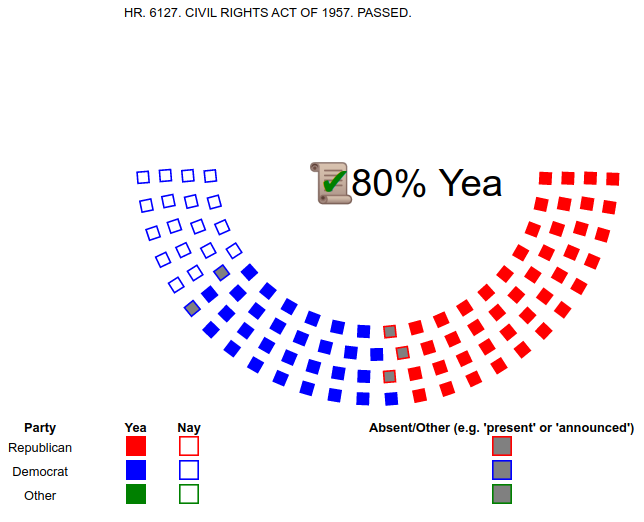 HR. 6127. CIVIL RIGHTS ACT OF 1957. PASSED.
80% Yea
Party Yea Nay Absent/Other (e.g. 'present' or 'announced')
Republican
Democrat
Other